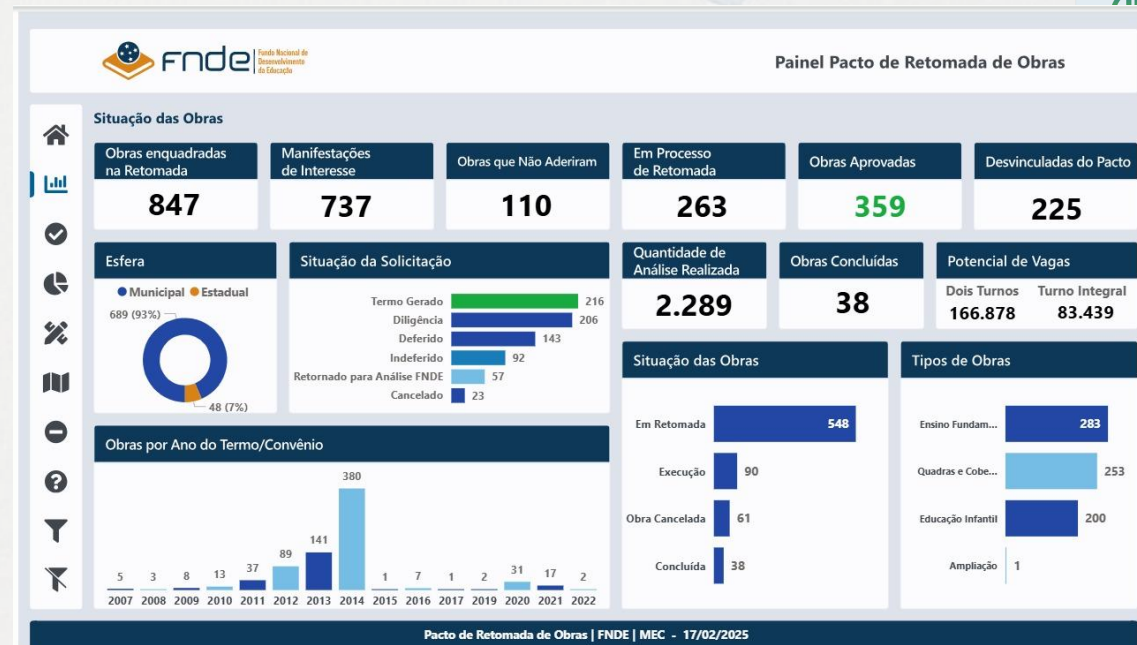 fnde
Fundo Nacional de
Desenvolvimento
da Educação
Painel Pacto de Retomada de Obras
Situação das Obras
Obras enquadradas
na Retomada
847
Manifestações
de Interesse
737
Obras que Não Aderiram
110
Em Processo
de Retomada
263
Obras Aprovadas
359
Desvinculadas do Pacto
225
Esfera
Municipal Estadual
689 (93%)
48 (7%)
Situação da Solicitação
Termo Gerado 216
Diligência 206
Deferido 143
Indeferido 92
Retornado para Análise FNDE 57
Cancelado 23
Quantidade de
Análise Realizada
2.289
Obras Concluídas
38
Potencial de Vagas
Dois Turnos Turno Integral
166.878 83.439
Obras por Ano do Termo/Convênio
5 3 8 13 37 89 141 380 1 7 1 2 31 17 2
2007 2008 2009 2010 2011 2012 2013 2014 2015 2016 2017 2019 2020 2021 2022
Situação das Obras
Em Retomada 548
Execução 90
Obra Cancelada 61
Concluída 38
Tipos de Obras
Ensino Fundam... 283
Quadras e Cobe... 253
Educação Infantil 200
Ampliação 1
Pacto de Retomada de Obras | FNDE | MEC - 17/02/2025